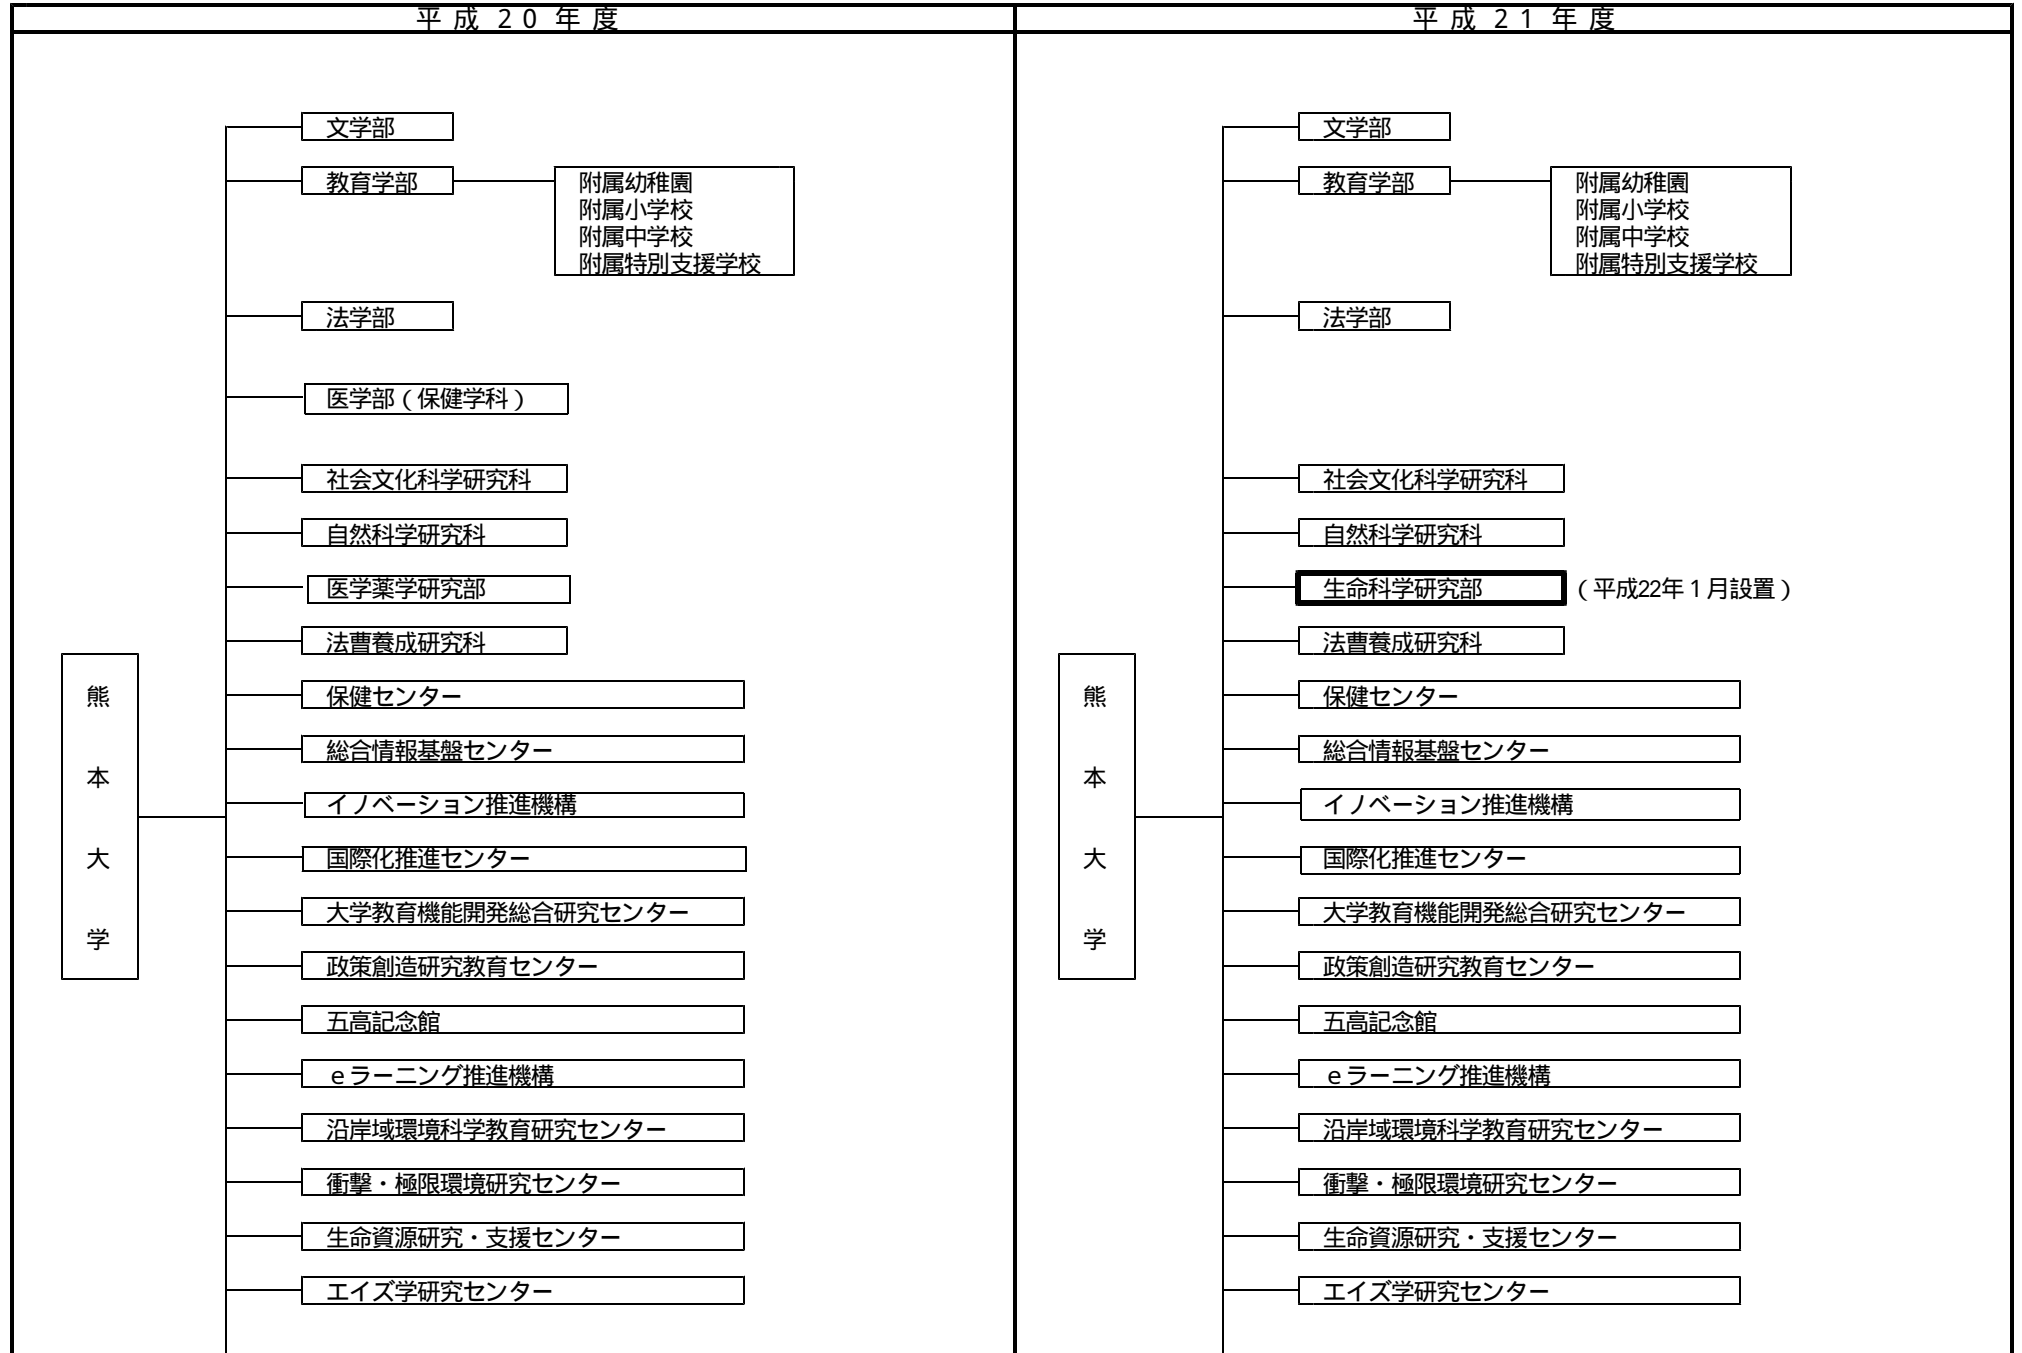 平成20年度
文学部
教育学部
附属幼稚園
附属小学校
附属中学校
附属特別支援学校
法学部
医学部（保健学科）
社会文化科学研究科
自然科学研究科
医学薬学研究部
法曹養成研究科
熊本大学
保健センター
総合情報基盤センター
イノベーション推進機構
国際化推進センター
大学教育機能開発総合研究センター
政策創造研究教育センター
五高記念館
ｅラーニング推進機構
沿岸域環境科学教育研究センター
衝撃・極限環境研究センター
生命資源研究・支援センター
エイズ学研究センター
平成21年度
文学部
教育学部
附属幼稚園
附属小学校
附属中学校
附属特別支援学校
法学部
社会文化科学研究科
自然科学研究科
生命科学研究部 （平成22年１月設置）
法曹養成研究科
熊本大学
保健センター
総合情報基盤センター
イノベーション推進機構
国際化推進センター
大学教育機能開発総合研究センター
政策創造研究教育センター
五高記念館
ｅラーニング推進機構
沿岸域環境科学教育研究センター
衝撃・極限環境研究センター
生命資源研究・支援センター
エイズ学研究センター